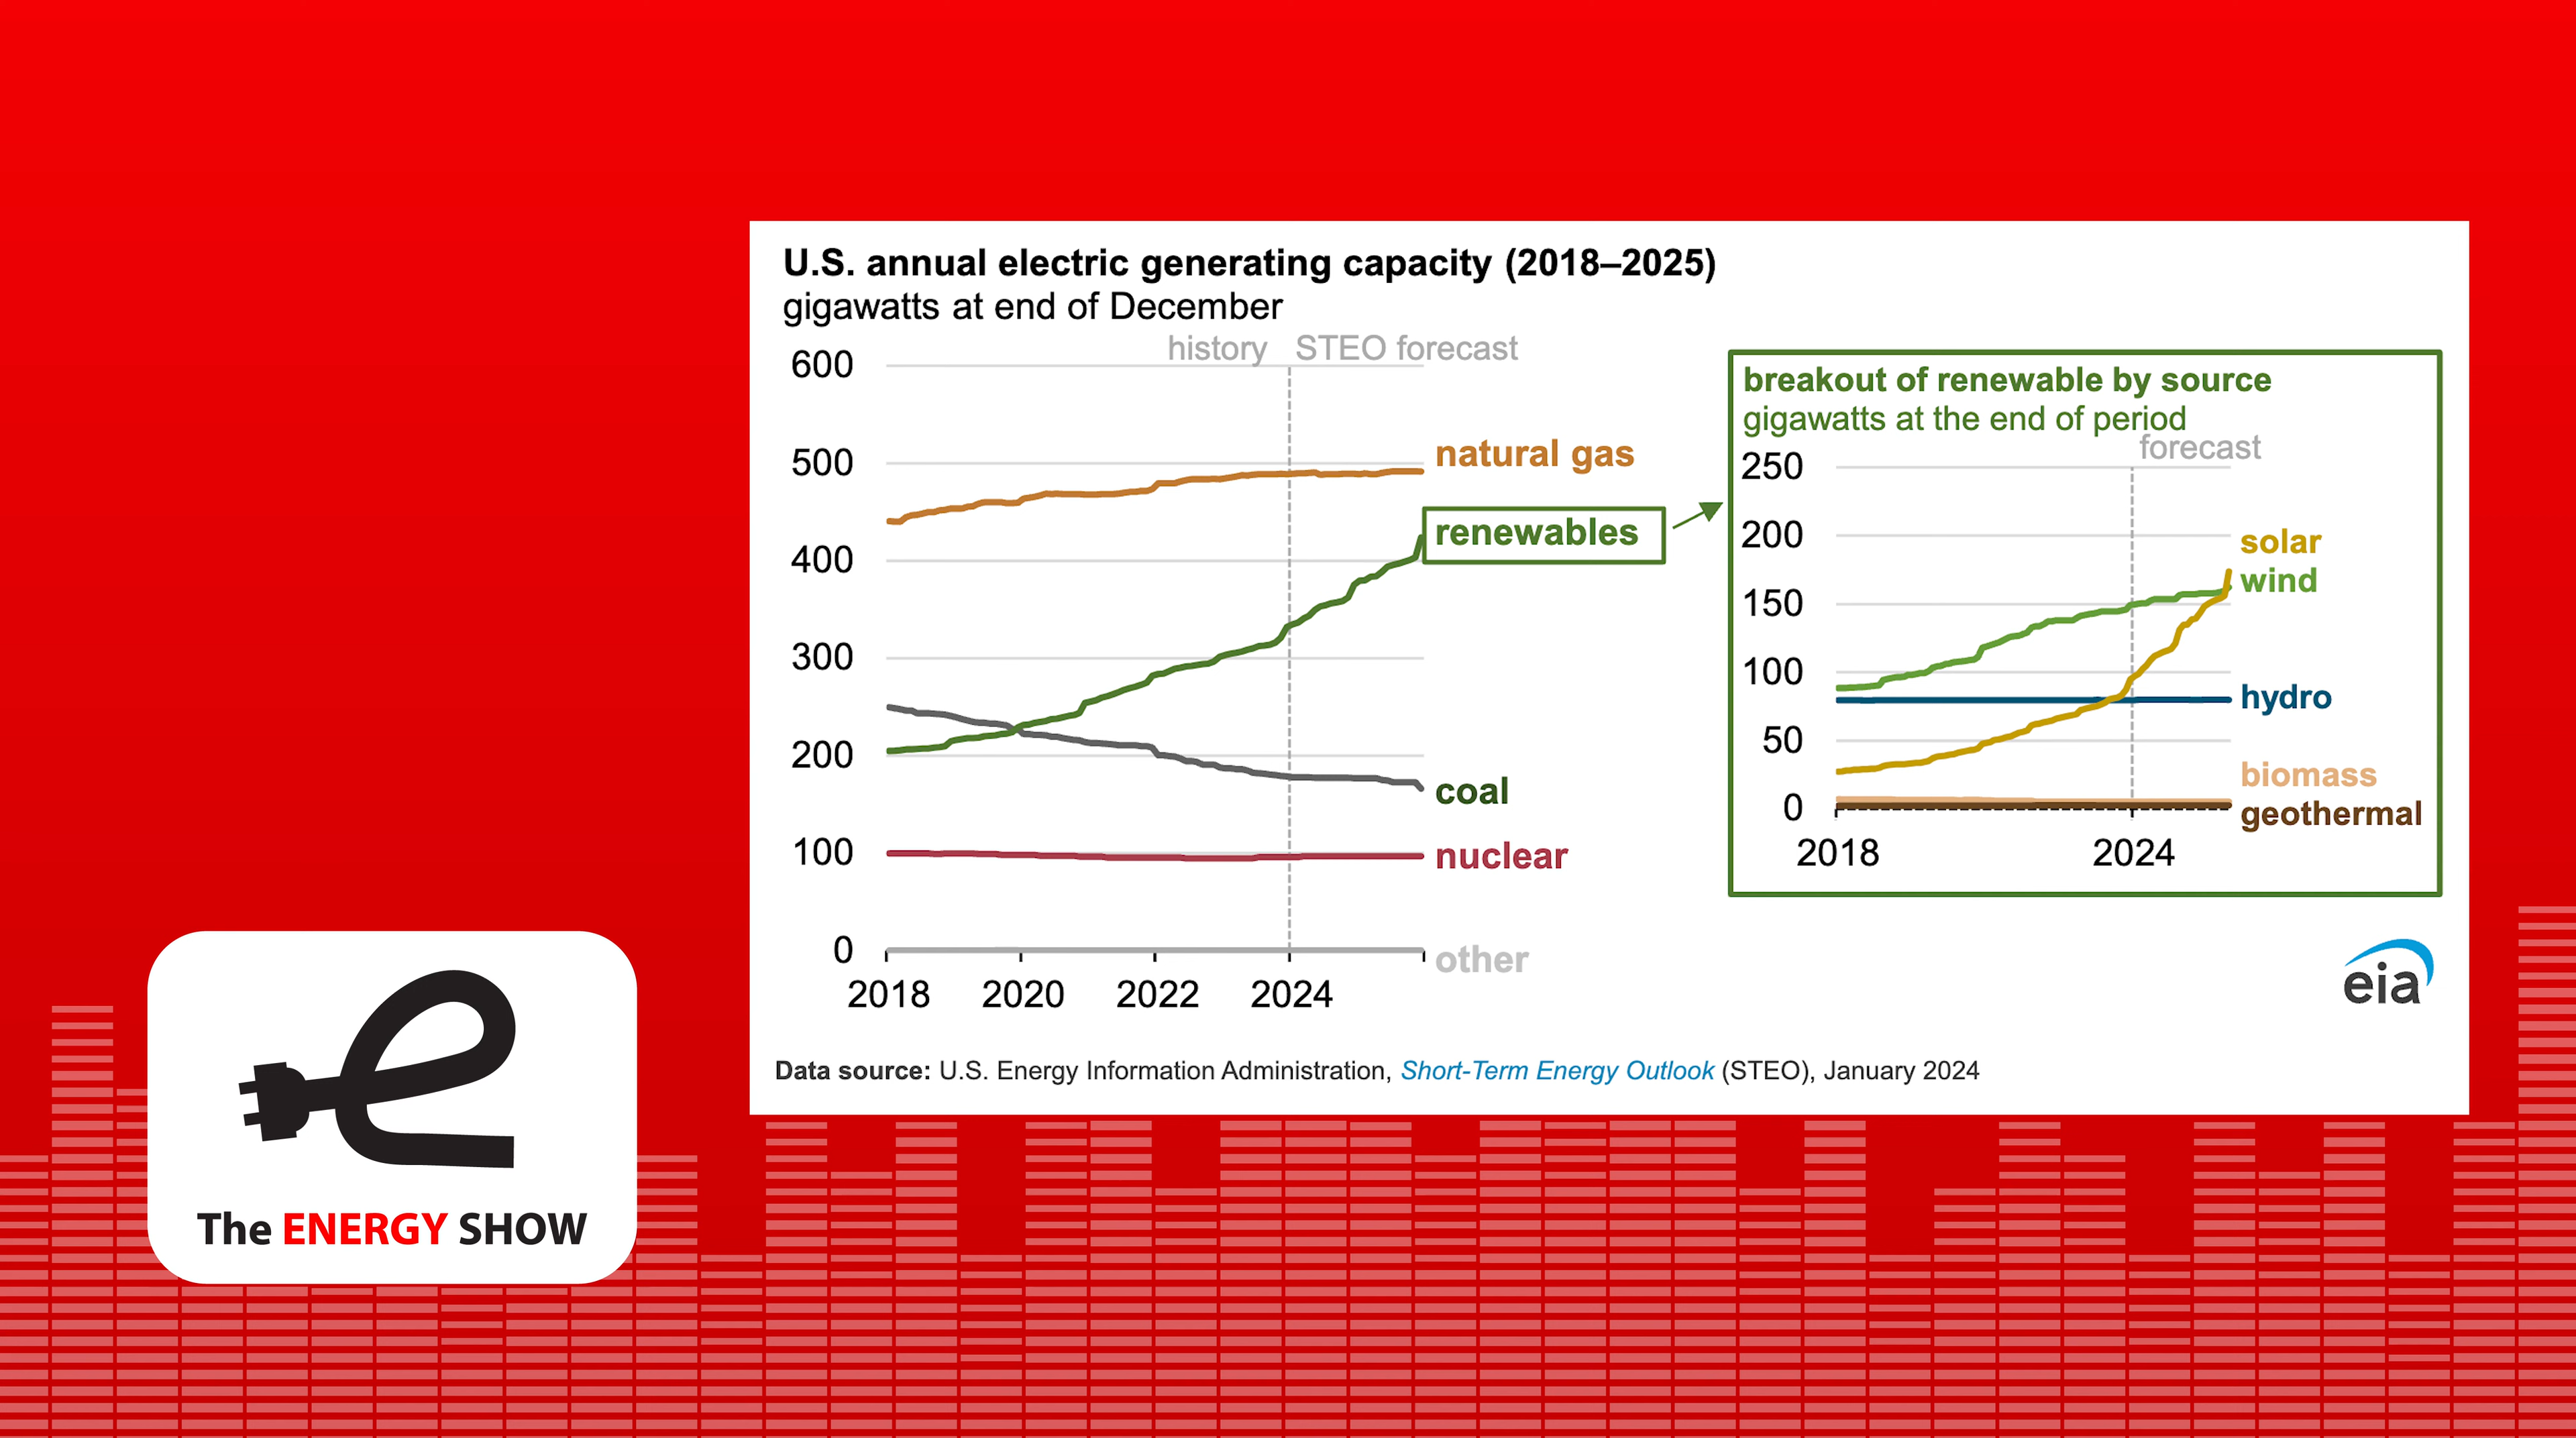 U.S. annual electric generating capacity (2018–2025)
gigawatts at end of December
history STEO forecast
600
500
400
300
200
100
0
2018 2020 2022 2024
natural gas
renewables
coal
nuclear
other
breakout of renewable by source
gigawatts at the end of period
forecast
250
200
150
100
50
0
2018 2024
solar
wind
hydro
biomass
geothermal
eia
Data source: U.S. Energy Information Administration, Short-Term Energy Outlook (STEO), January 2024
The ENERGY SHOW